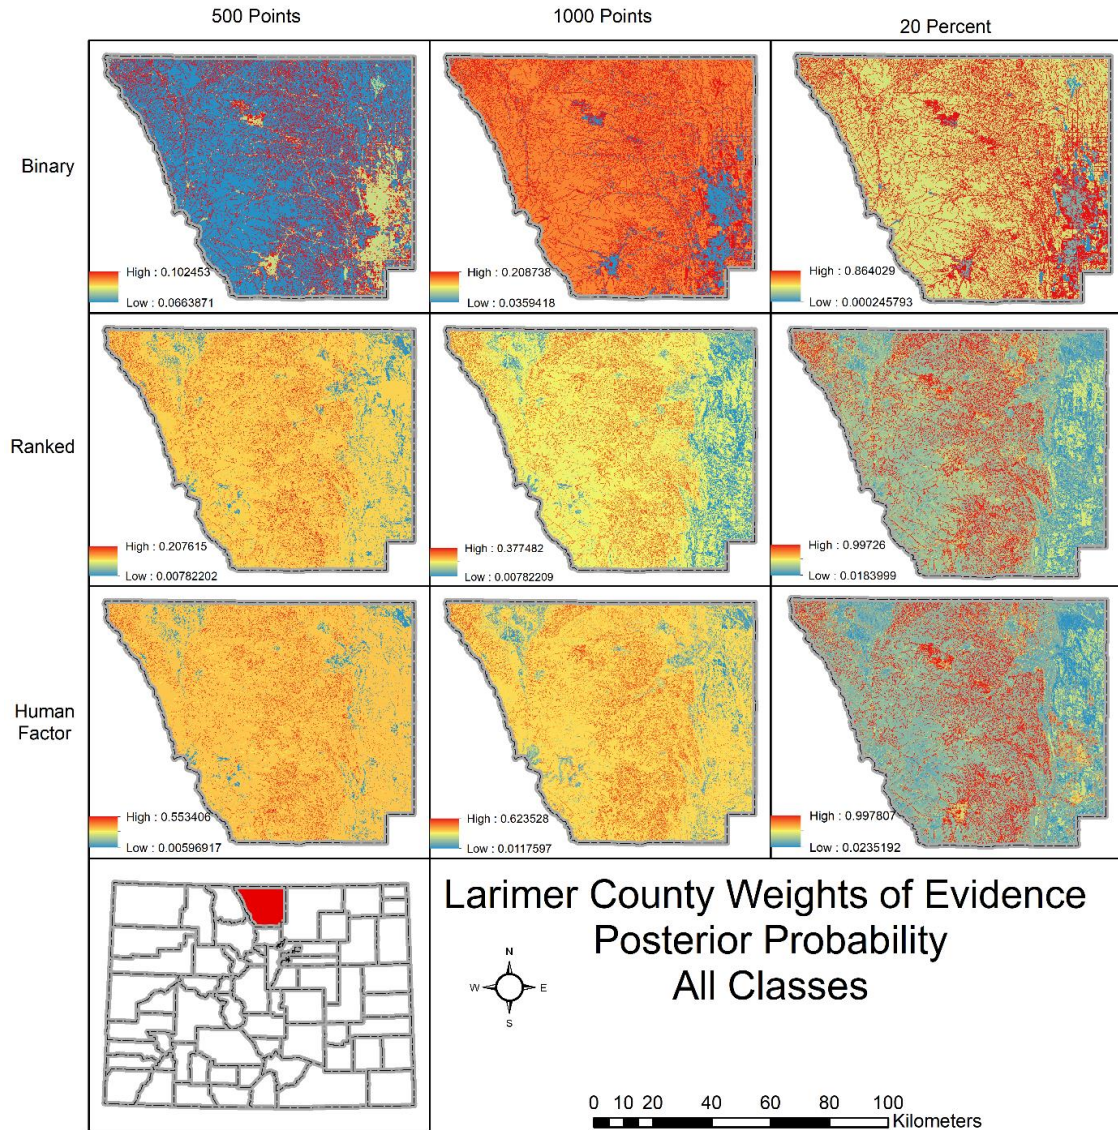 500 Points
1000 Points
20 Percent
Binary
High : 0.102453
Low : 0.0663871
High : 0.208738
Low : 0.0359418
High : 0.864029
Low : 0.000245793
Ranked
High : 0.207615
Low : 0.00782202
High : 0.377482
Low : 0.00782209
High : 0.99726
Low : 0.0183999
Human
Factor
High : 0.553406
Low : 0.00596917
High : 0.623528
Low : 0.0117597
High : 0.997807
Low : 0.0235192
Larimer County Weights of Evidence
Posterior Probability
All Classes
N
W
E
S
0 10 20 40 60 80 100
Kilometers